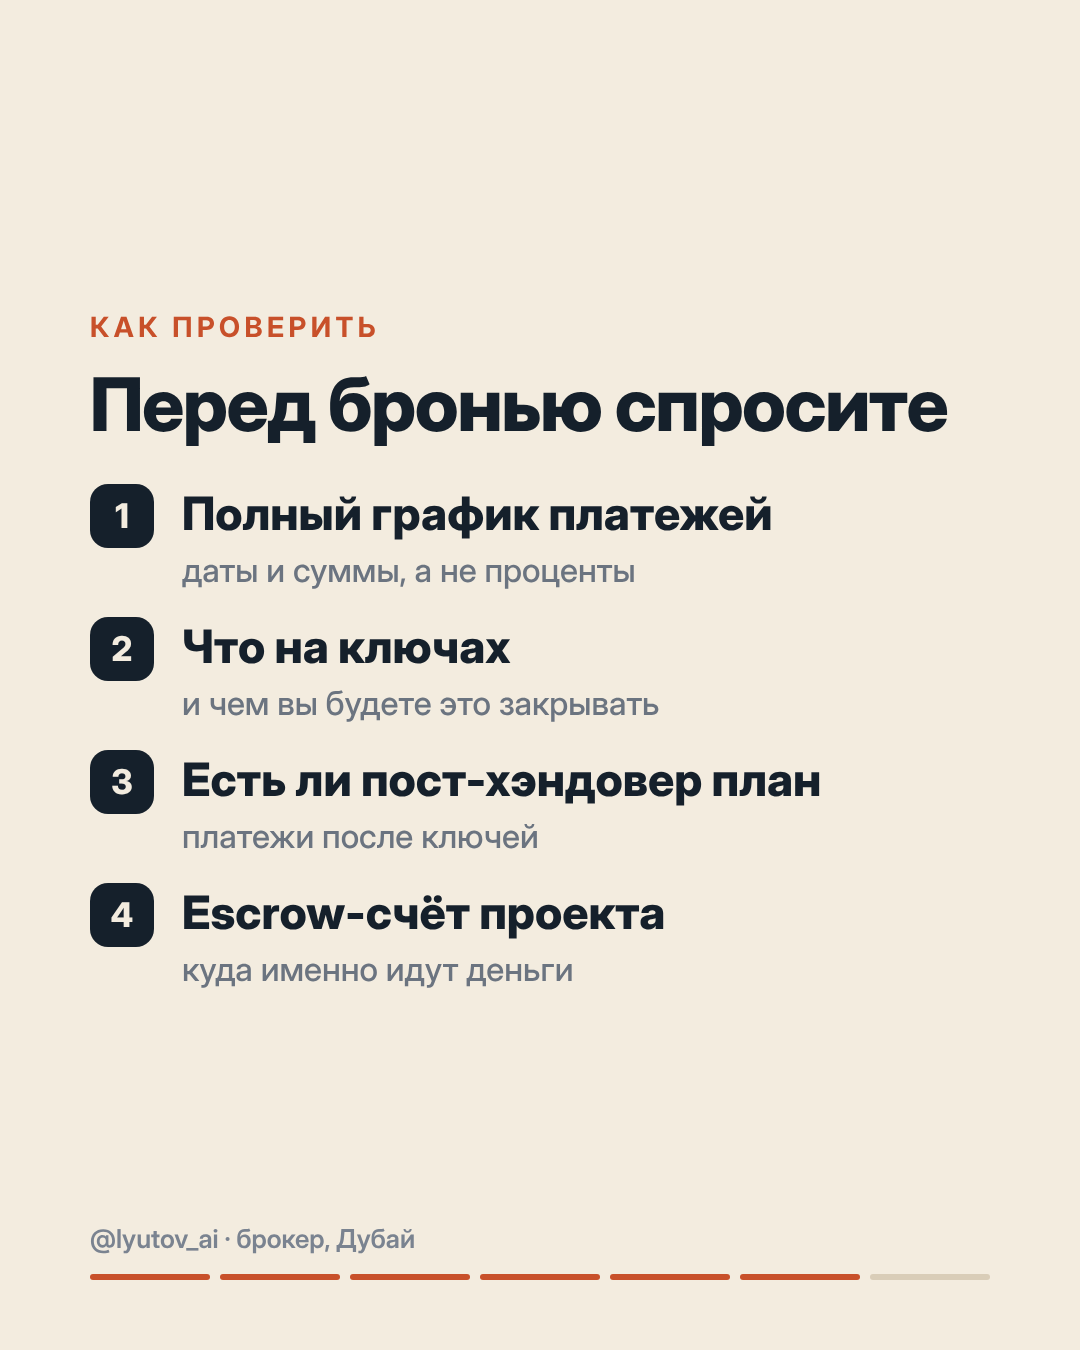 КАК ПРОВЕРИТЬ
Перед бронью спросите
1 Полный график платежей
даты и суммы, а не проценты
2 Что на ключах
и чем вы будете это закрывать
3 Есть ли пост-хэндовер план
платежи после ключей
4 Escrow-счёт проекта
куда именно идут деньги
@lyutov_ai · брокер, Дубай